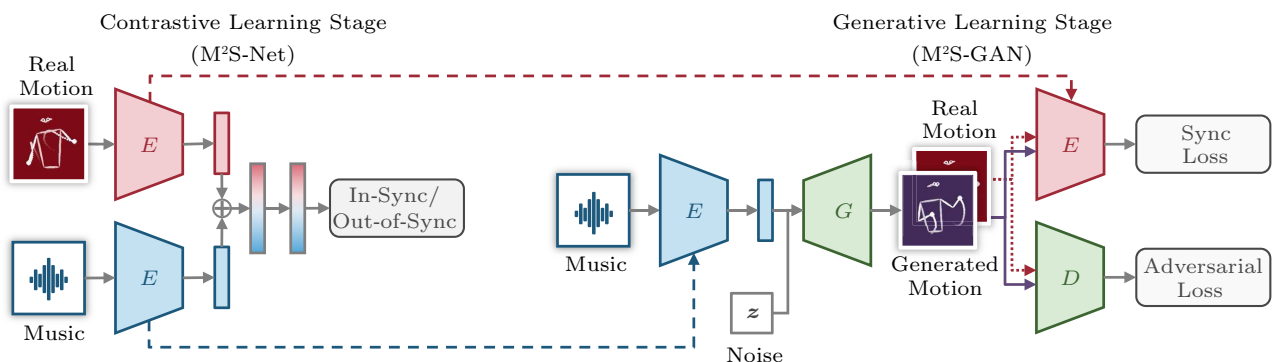 Contrastive Learning Stage
(M²S-Net)
Real
Motion
E
Music
E
In-Sync/
Out-of-Sync
Generative Learning Stage
(M²S-GAN)
Music
E
z
Noise
G
Real
Motion
Generated
Motion
E
Sync
Loss
D
Adversarial
Loss